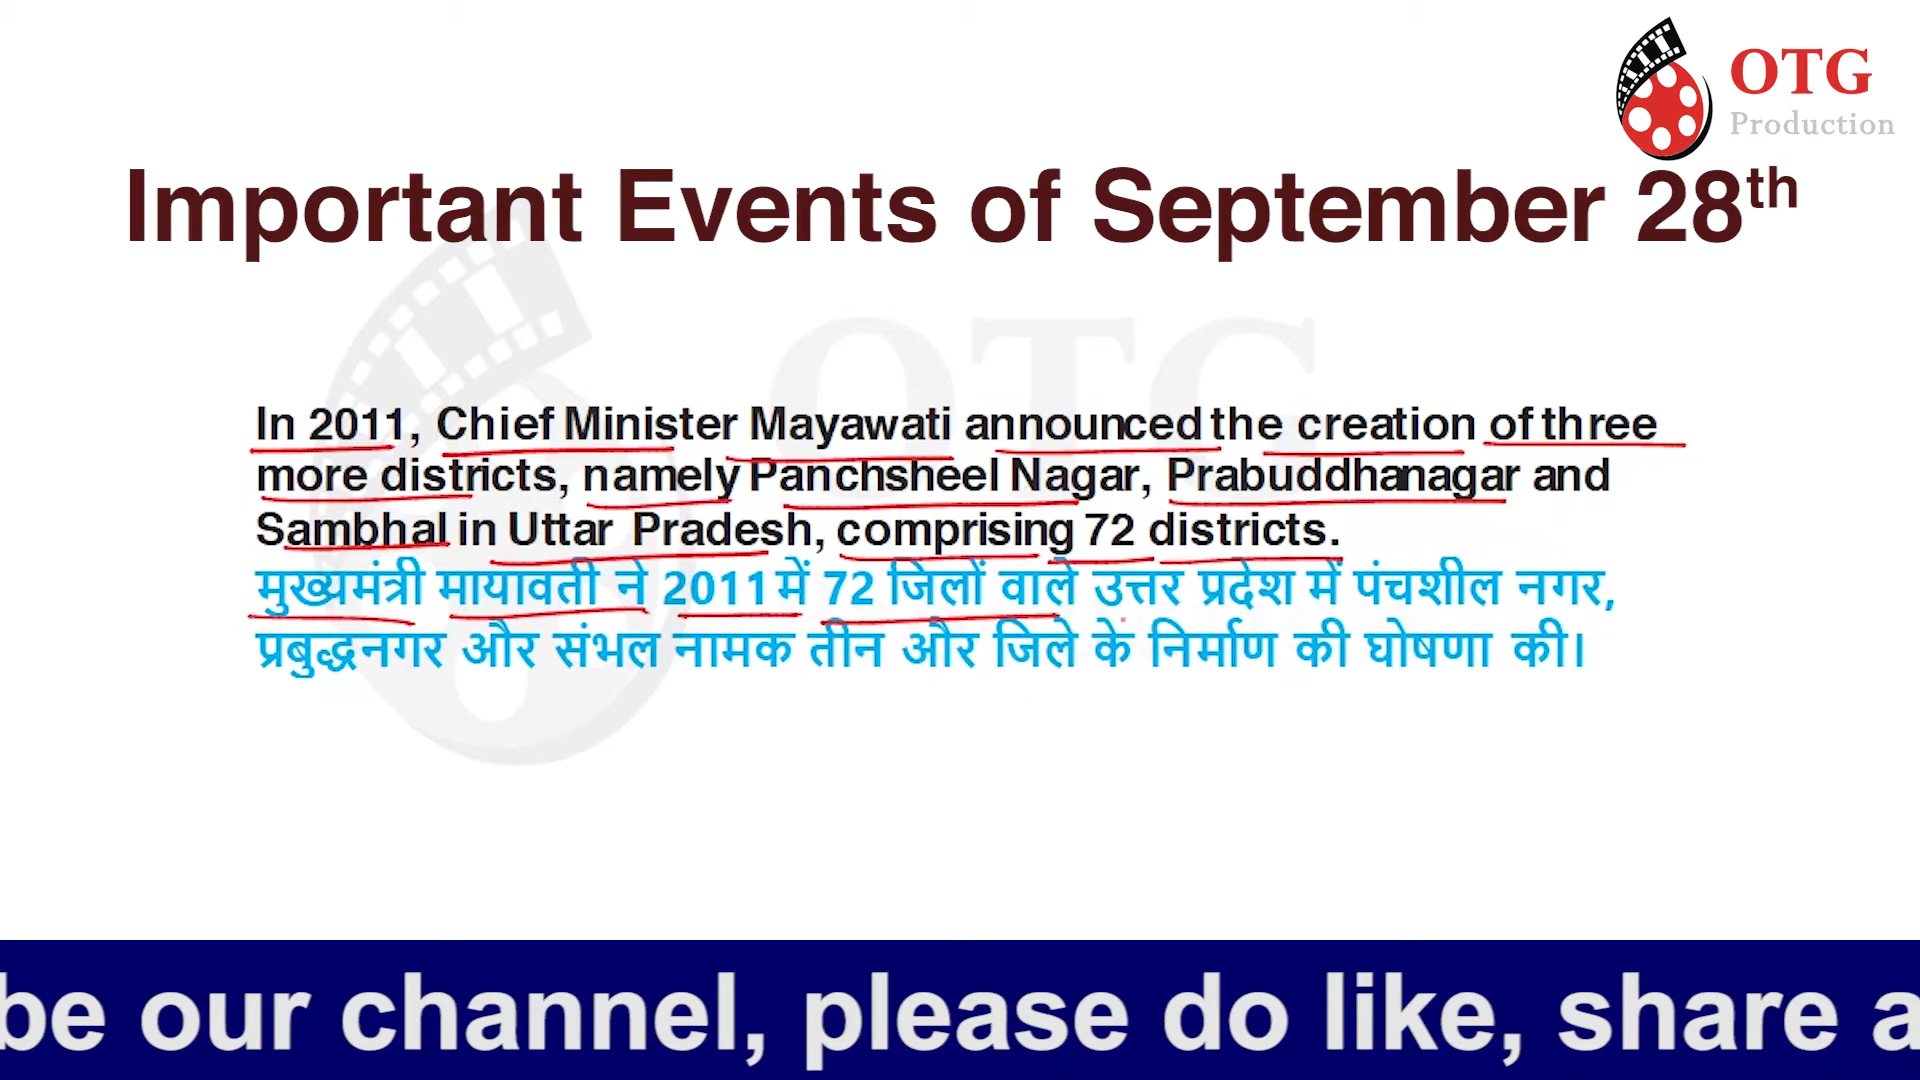 OTG
Production
Important Events of September 28th
OTG
In 2011, Chief Minister Mayawati announced the creation of three
more districts, namely Panchsheel Nagar, Prabuddhanagar and
Sambhal in Uttar Pradesh, comprising 72 districts.
मुख्यमंत्री मायावती ने 2011 में 72 जिलों वाले उत्तर प्रदेश में पंचशील नगर,
प्रबुद्धनगर और संभल नामक तीन और जिले के निर्माण की घोषणा की।
be our channel, please do like, share a